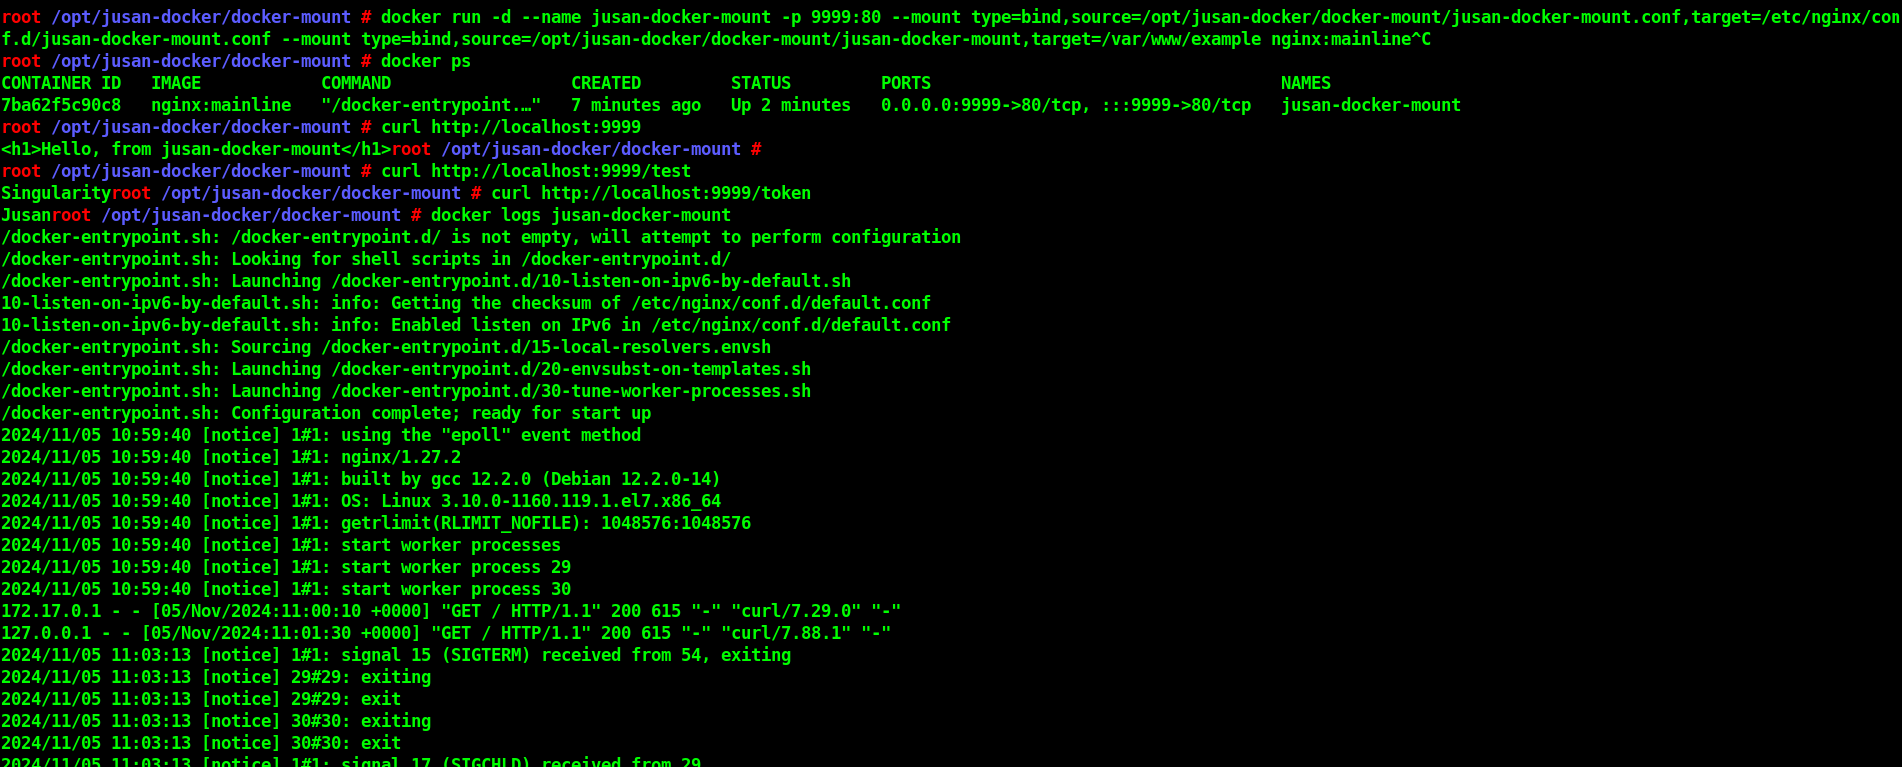 root /opt/jusan-docker/docker-mount # docker run -d --name jusan-docker-mount -p 9999:80 --mount type=bind,source=/opt/jusan-docker/docker-mount/jusan-docker-mount.conf,target=/etc/nginx/con
f.d/jusan-docker-mount.conf --mount type=bind,source=/opt/jusan-docker/docker-mount/jusan-docker-mount,target=/var/www/example nginx:mainline^C
root /opt/jusan-docker/docker-mount # docker ps
CONTAINER ID   IMAGE            COMMAND                  CREATED         STATUS         PORTS                                   NAMES
7ba62f5c90c8   nginx:mainline   "/docker-entrypoint.…"   7 minutes ago   Up 2 minutes   0.0.0.0:9999->80/tcp, :::9999->80/tcp   jusan-docker-mount
root /opt/jusan-docker/docker-mount # curl http://localhost:9999
<h1>Hello, from jusan-docker-mount</h1>root /opt/jusan-docker/docker-mount #
root /opt/jusan-docker/docker-mount # curl http://localhost:9999/test
Singularityroot /opt/jusan-docker/docker-mount # curl http://localhost:9999/token
Jusanroot /opt/jusan-docker/docker-mount # docker logs jusan-docker-mount
/docker-entrypoint.sh: /docker-entrypoint.d/ is not empty, will attempt to perform configuration
/docker-entrypoint.sh: Looking for shell scripts in /docker-entrypoint.d/
/docker-entrypoint.sh: Launching /docker-entrypoint.d/10-listen-on-ipv6-by-default.sh
10-listen-on-ipv6-by-default.sh: info: Getting the checksum of /etc/nginx/conf.d/default.conf
10-listen-on-ipv6-by-default.sh: info: Enabled listen on IPv6 in /etc/nginx/conf.d/default.conf
/docker-entrypoint.sh: Sourcing /docker-entrypoint.d/15-local-resolvers.envsh
/docker-entrypoint.sh: Launching /docker-entrypoint.d/20-envsubst-on-templates.sh
/docker-entrypoint.sh: Launching /docker-entrypoint.d/30-tune-worker-processes.sh
/docker-entrypoint.sh: Configuration complete; ready for start up
2024/11/05 10:59:40 [notice] 1#1: using the "epoll" event method
2024/11/05 10:59:40 [notice] 1#1: nginx/1.27.2
2024/11/05 10:59:40 [notice] 1#1: built by gcc 12.2.0 (Debian 12.2.0-14)
2024/11/05 10:59:40 [notice] 1#1: OS: Linux 3.10.0-1160.119.1.el7.x86_64
2024/11/05 10:59:40 [notice] 1#1: getrlimit(RLIMIT_NOFILE): 1048576:1048576
2024/11/05 10:59:40 [notice] 1#1: start worker processes
2024/11/05 10:59:40 [notice] 1#1: start worker process 29
2024/11/05 10:59:40 [notice] 1#1: start worker process 30
172.17.0.1 - - [05/Nov/2024:11:00:10 +0000] "GET / HTTP/1.1" 200 615 "-" "curl/7.29.0" "-"
127.0.0.1 - - [05/Nov/2024:11:01:30 +0000] "GET / HTTP/1.1" 200 615 "-" "curl/7.88.1" "-"
2024/11/05 11:03:13 [notice] 1#1: signal 15 (SIGTERM) received from 54, exiting
2024/11/05 11:03:13 [notice] 29#29: exiting
2024/11/05 11:03:13 [notice] 29#29: exit
2024/11/05 11:03:13 [notice] 30#30: exiting
2024/11/05 11:03:13 [notice] 30#30: exit
2024/11/05 11:03:13 [notice] 1#1: signal 17 (SIGCHLD) received from 29